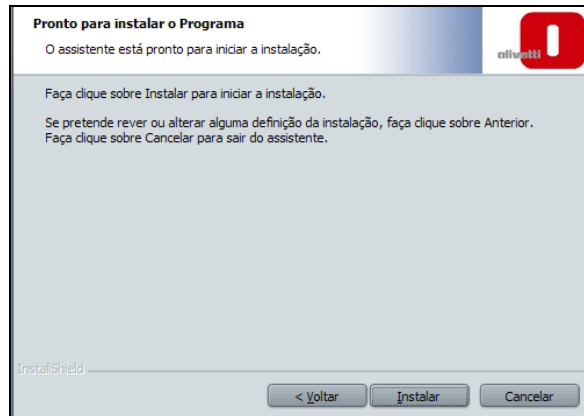 Pronto para instalar o Programa
O assistente está pronto para iniciar a instalação.
olivetti
Faça clique sobre Instalar para iniciar a instalação.
Se pretende rever ou alterar alguma definição da instalação, faça clique sobre Anterior.
Faça clique sobre Cancelar para sair do assistente.
InstallShield
< Voltar
Instalar
Cancelar